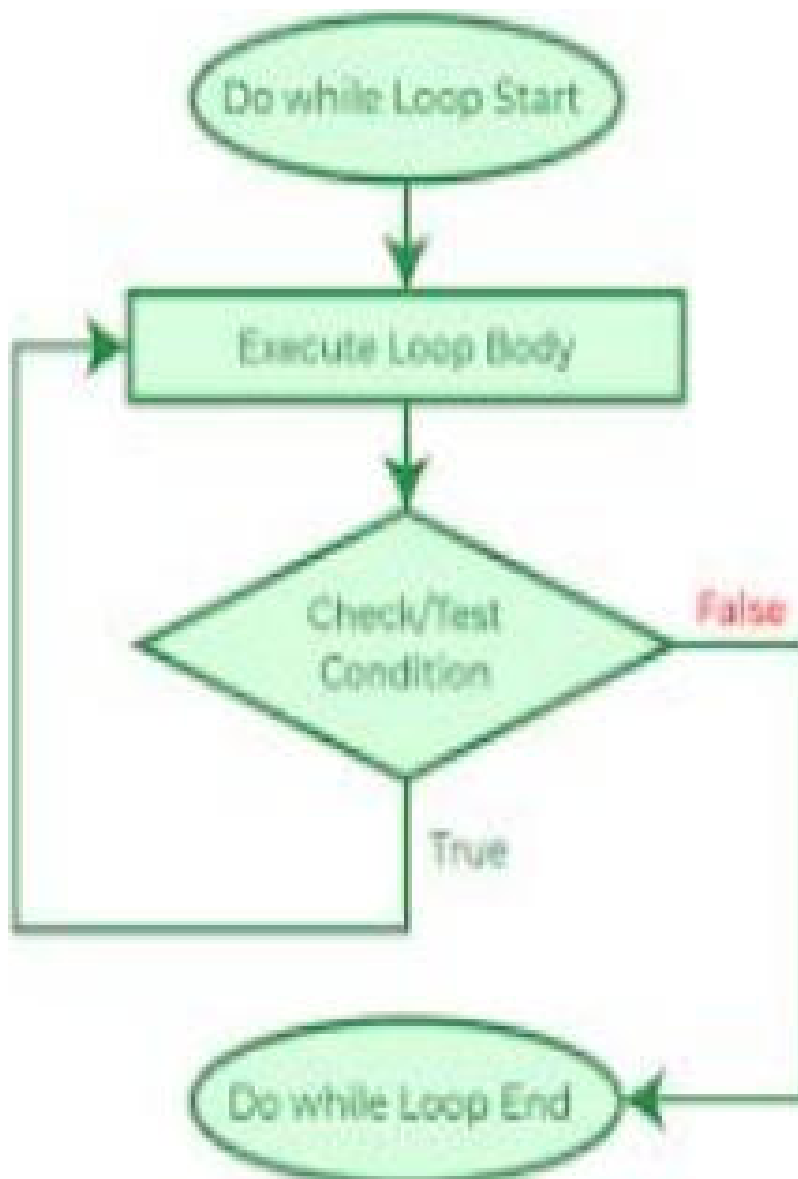 Do while Loop Start
Execute Loop Body
Check/Test
Condition
False
True
Do while Loop End